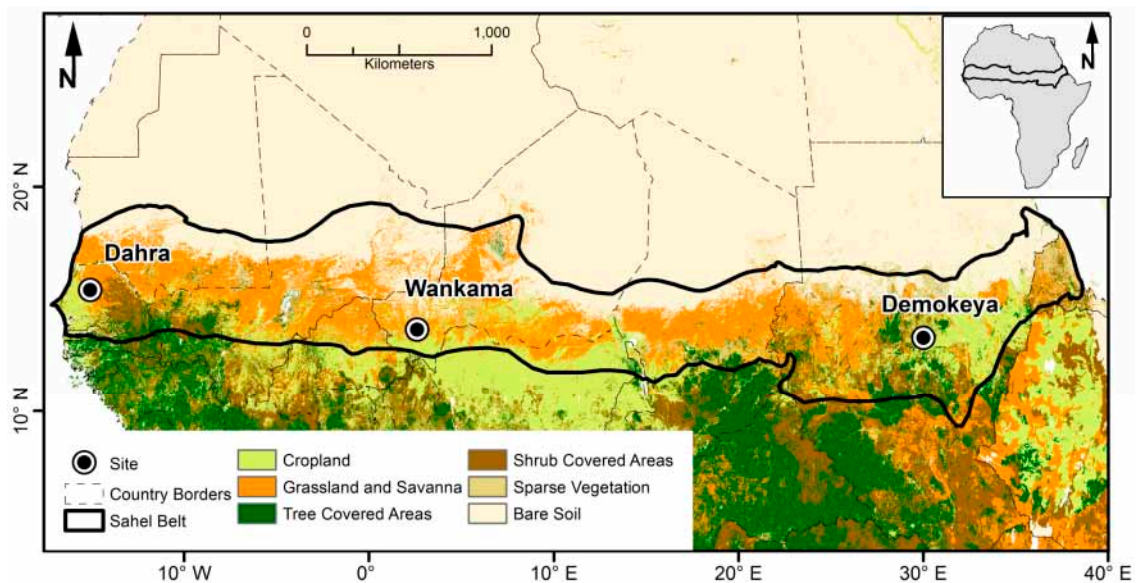 0 1,000
Kilometers
N
N
20° N
10° N
Dahra
Wankama
Demokeya
Site
Country Borders
Sahel Belt
Cropland
Grassland and Savanna
Tree Covered Areas
Shrub Covered Areas
Sparse Vegetation
Bare Soil
10° W 0° 10° E 20° E 30° E 40° E